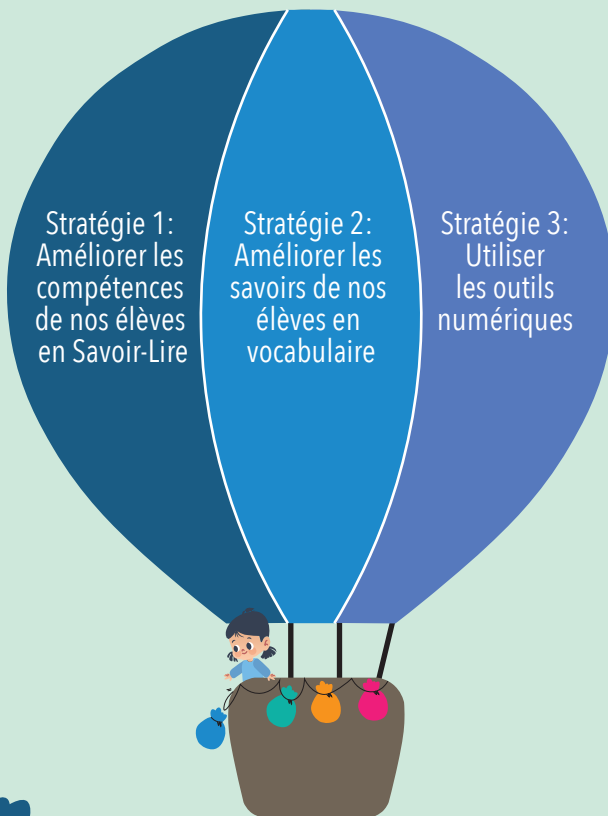 Stratégie 1:
Améliorer les
compétences
de nos élèves
en Savoir-Lire
Stratégie 2:
Améliorer les
savoirs de nos
élèves en
vocabulaire
Stratégie 3:
Utiliser
les outils
numériques